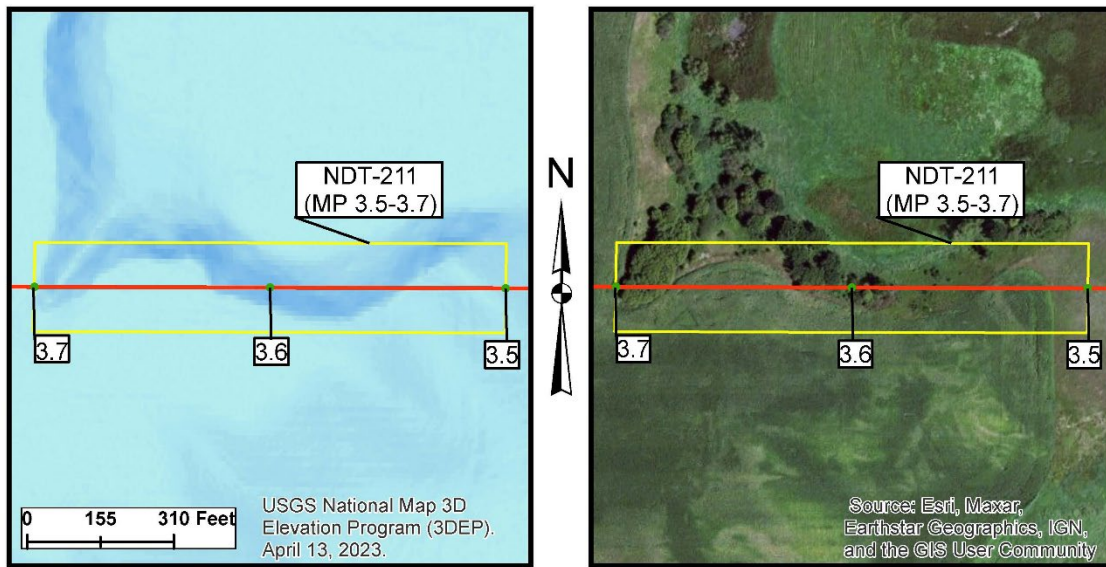 NDT-211
(MP 3.5-3.7)
3.7
3.6
3.5
0 155 310 Feet
USGS National Map 3D
Elevation Program (3DEP).
April 13, 2023.
N
NDT-211
(MP 3.5-3.7)
3.7
3.6
3.5
Source: Esri, Maxar,
Earthstar Geographics, IGN,
and the GIS User Community